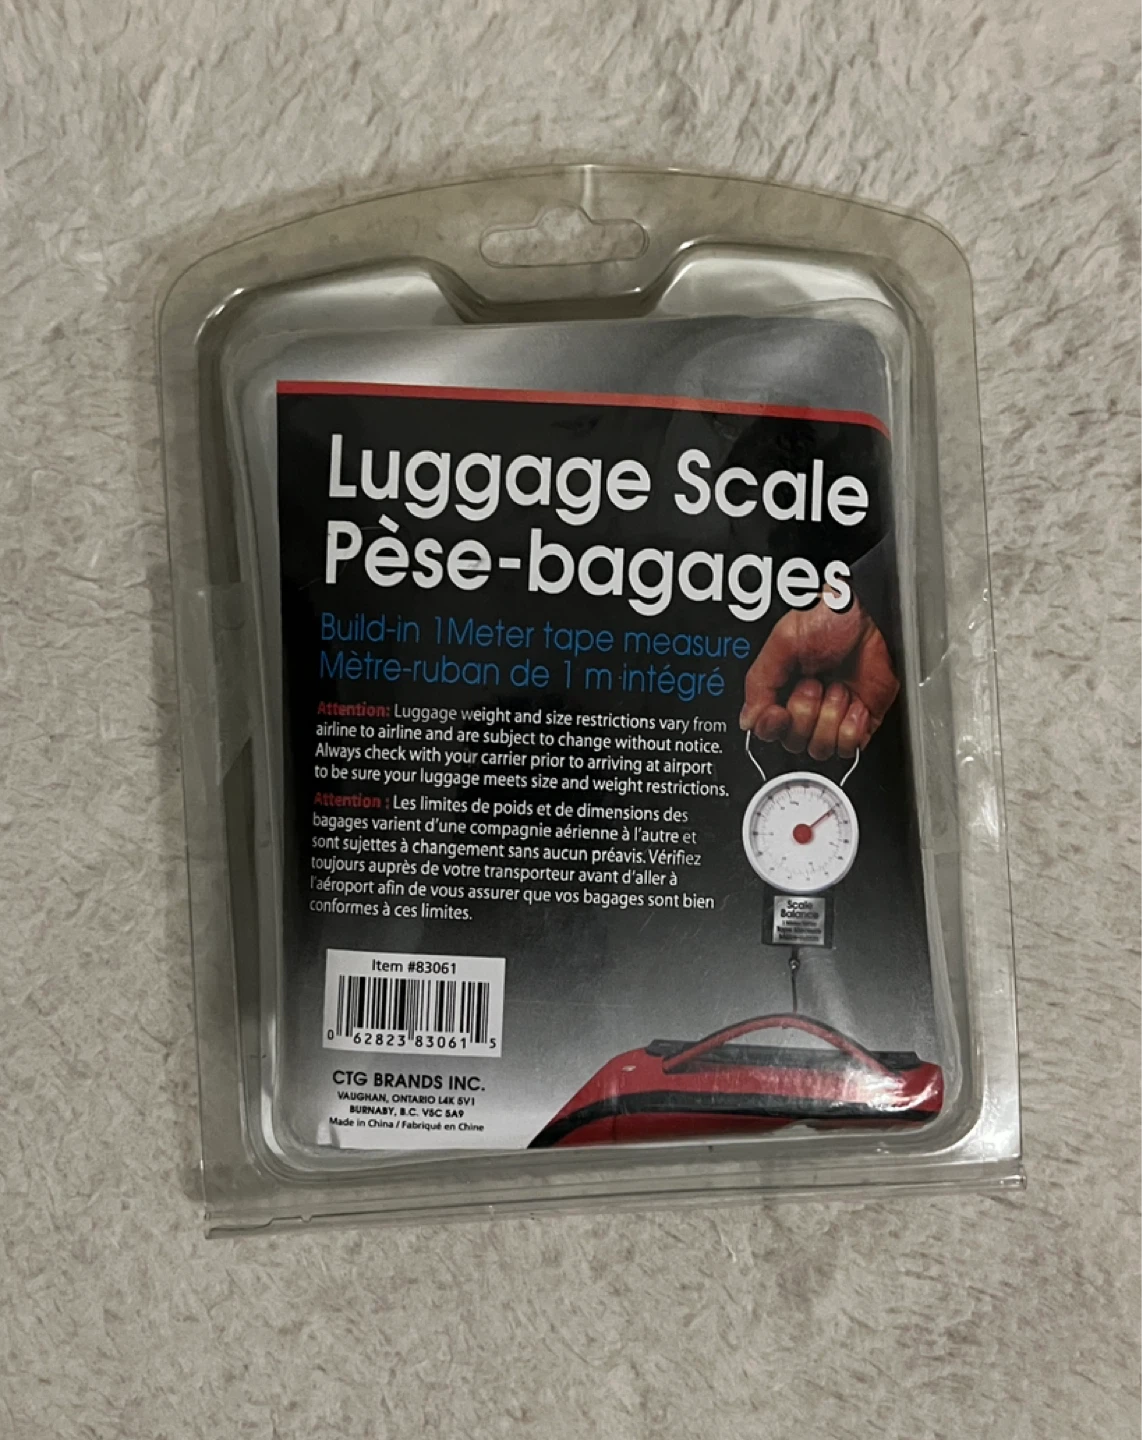 Luggage Scale
Pèse-bagages
Build-in 1Meter tape measure
Mètre-ruban de 1 m intégré
Attention: Luggage weight and size restrictions vary from
airline to airline and are subject to change without notice.
Always check with your carrier prior to arriving at airport
to be sure your luggage meets size and weight restrictions.
Attention : Les limites de poids et de dimensions des
bagages varient d'une compagnie aérienne à l'autre et
sont sujettes à changement sans aucun préavis. Vérifiez
toujours auprès de votre transporteur avant d'aller à
l'aéroport afin de vous assurer que vos bagages sont bien
conformes à ces limites.
Scale
Balance
Item #83061
0 62823 83061 5
CTG BRANDS INC.
VAUGHAN, ONTARIO L4K 5V1
BURNABY, B.C. V5C 5A9
Made in China / Fabriqué en Chine